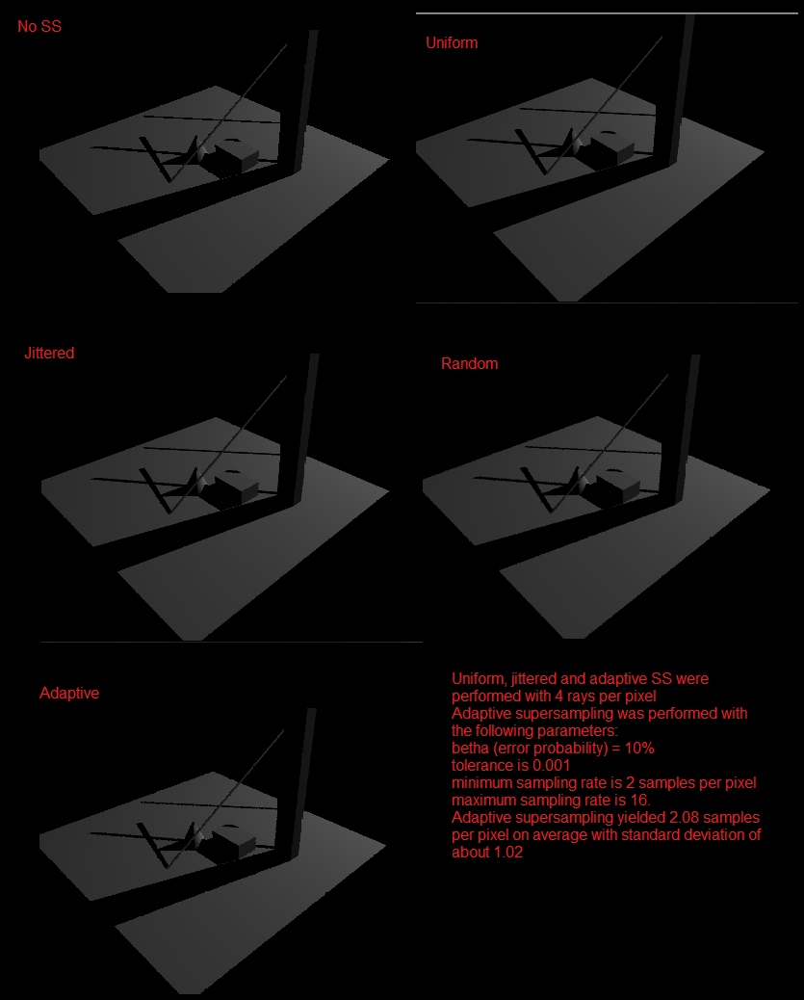 No SS
Uniform
Jittered
Random
Adaptive
Uniform, jittered and adaptive SS were
performed with 4 rays per pixel
Adaptive supersampling was performed with
the following parameters:
betha (error probability) = 10%
tolerance is 0.001
minimum sampling rate is 2 samples per pixel
maximum sampling rate is 16.
Adaptive supersampling yielded 2.08 samples
per pixel on average with standard deviation of
about 1.02